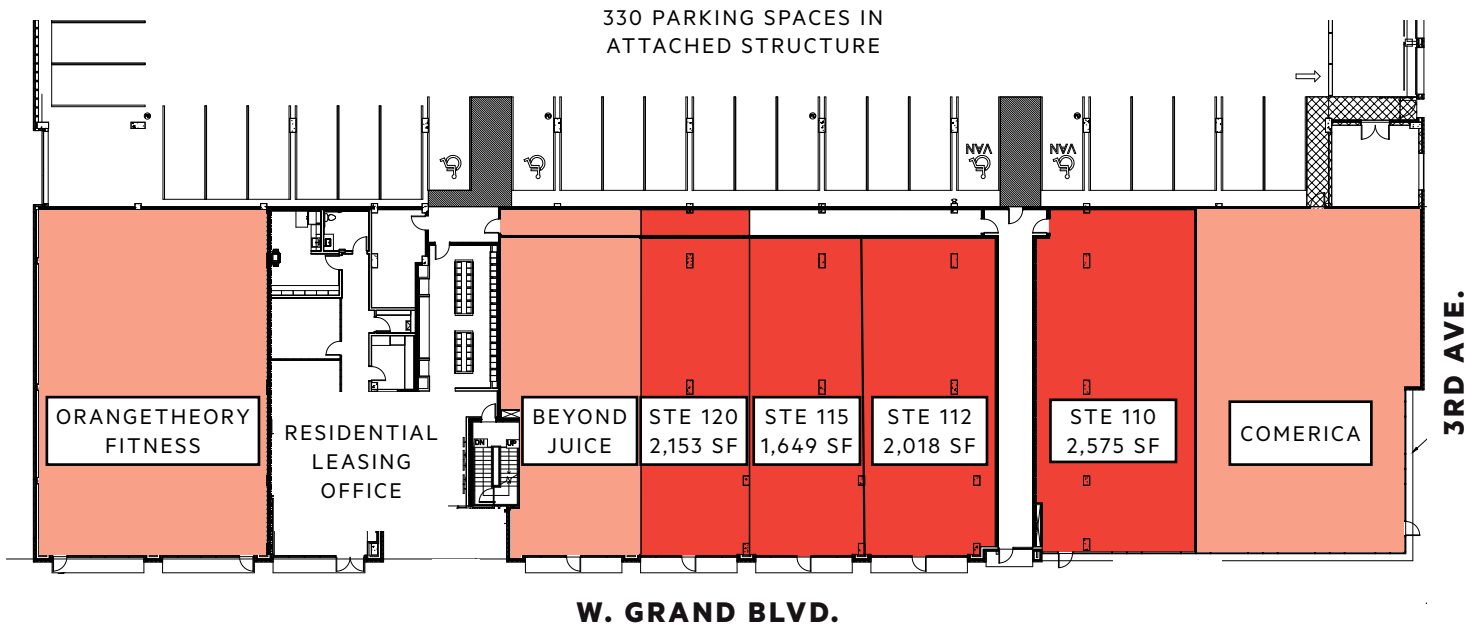 330 PARKING SPACES IN
ATTACHED STRUCTURE
VAN
VAN
ORANGETHEORY
FITNESS
RESIDENTIAL
LEASING
OFFICE
DN UP
BEYOND
JUICE
STE 120
2,153 SF
STE 115
1,649 SF
STE 112
2,018 SF
STE 110
2,575 SF
COMERICA
3RD AVE.
W. GRAND BLVD.